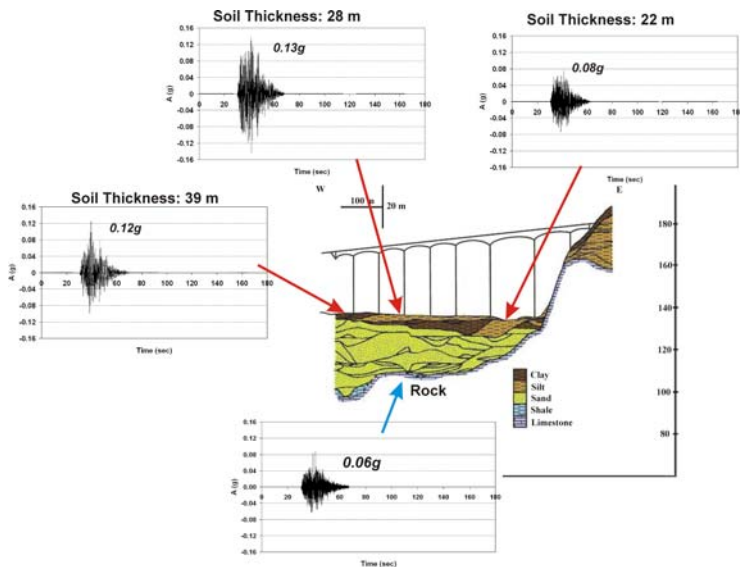 Soil Thickness: 28 m
0.16
0.12
0.08
0.04
0
-0.04
-0.08
-0.12
-0.16
A (g)
0.13g
0 20 40 60 80 100 120 140 160 180
Time (sec)
Soil Thickness: 22 m
0.16
0.12
0.08
0.04
0.00
-0.04
-0.08
-0.12
-0.16
A (g)
0.08g
0 20 40 60 80 100 120 140 160 180
Time (sec)
Soil Thickness: 39 m
0.16
0.12
0.08
0.04
0
-0.04
-0.08
-0.12
-0.16
A (g)
0.12g
0 20 40 60 80 100 120 140 160 180
Time (sec)
W
100 m
20 m
E
180
160
140
120
100
80
Rock
Clay
Silt
Sand
Shale
Limestone
0.16
0.12
0.08
0.04
0.00
-0.04
-0.08
-0.12
-0.16
A (g)
0.06g
0 20 40 60 80 100 120 140 160 180
Time (sec)